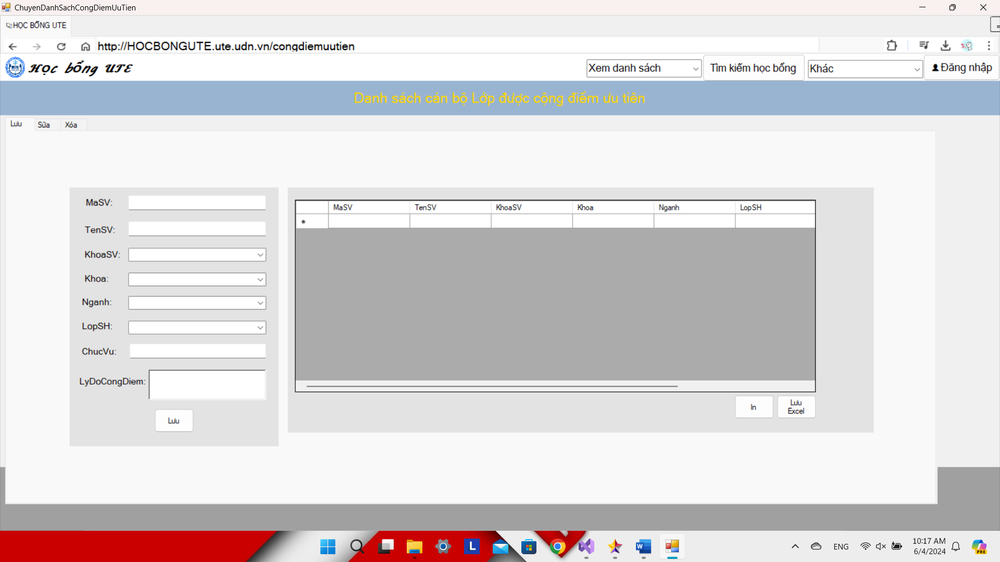 ChuyenDanhSachCongDiemUuTien
HỌC BỔNG UTE
http://HOCBONGUTE.ute.udn.vn/congdiemuutien
Học bổng UTE
Xem danh sách
Tìm kiếm học bổng
Khác
Đăng nhập
Danh sách cán bộ Lớp được cộng điểm ưu tiên
Lưu
Sửa
Xóa
MaSV:
TenSV:
KhoaSV:
Khoa:
Nganh:
LopSH:
ChucVu:
LyDoCongDiem:
Lưu
MaSV
TenSV
KhoaSV
Khoa
Nganh
LopSH
In
Lưu
Excel
L
W
ENG
10:17 AM
6/4/2024
PRE